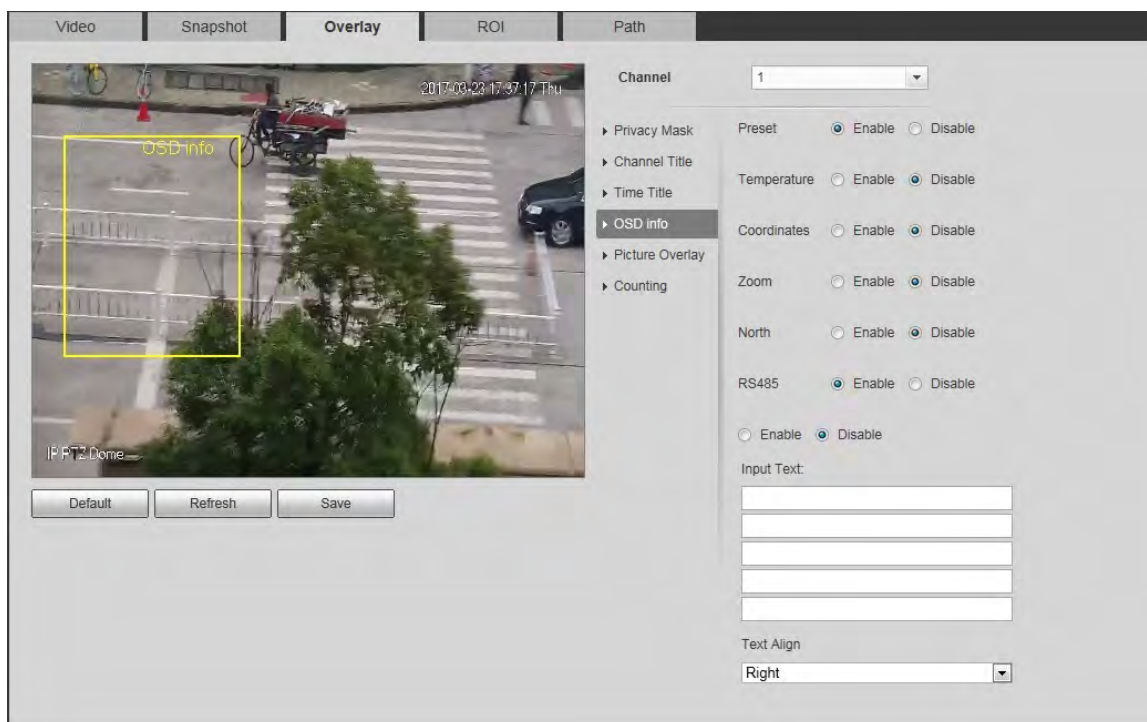 Video Snapshot Overlay ROI Path
2017-03-23 17:37:17 Thu
OSD info
IP PTZ Dome
Default Refresh Save
Channel 1
Privacy Mask
Channel Title
Time Title
OSD info
Picture Overlay
Counting
Preset Enable Disable
Temperature Enable Disable
Coordinates Enable Disable
Zoom Enable Disable
North Enable Disable
RS485 Enable Disable
Enable Disable
Input Text:
Text Align
Right